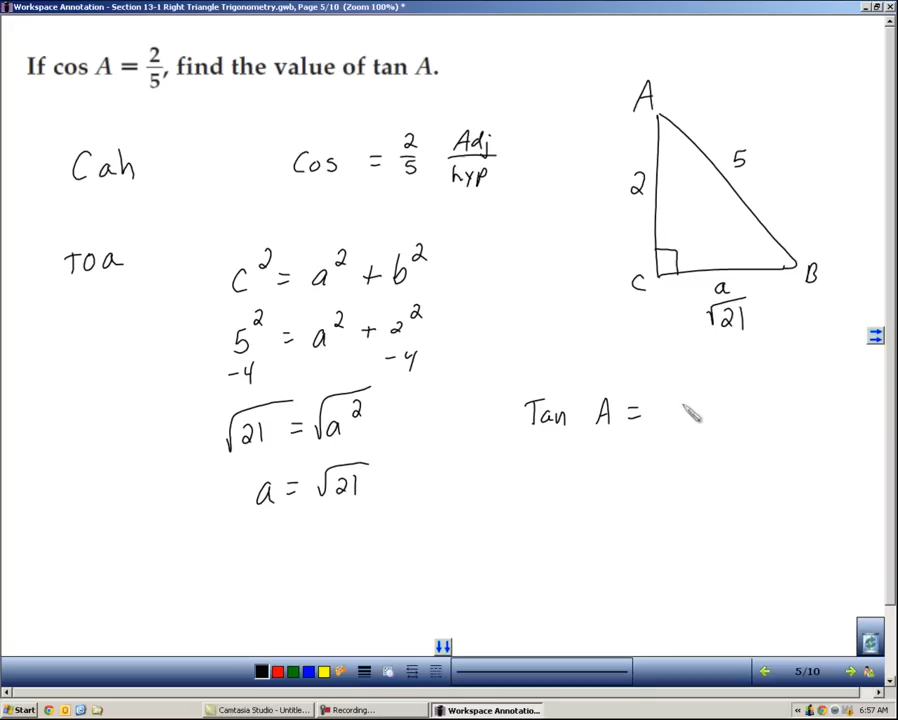 Workspace Annotation - Section 13-1 Right Triangle Trigonometry.gwb, Page 5/10 (Zoom 100%) *
If cos A = 2/5, find the value of tan A.
Cah
Cos = 2/5 Adj/hyp
TOA
c² = a² + b²
5² = a² + 2²
-4 -4
√21 = √a²
a = √21
A
2
5
C
B
a
√21
Tan A =
5/10
Start
Camtasia Studio - Untitle...
Recording...
Workspace Annotatio...
6:57 AM